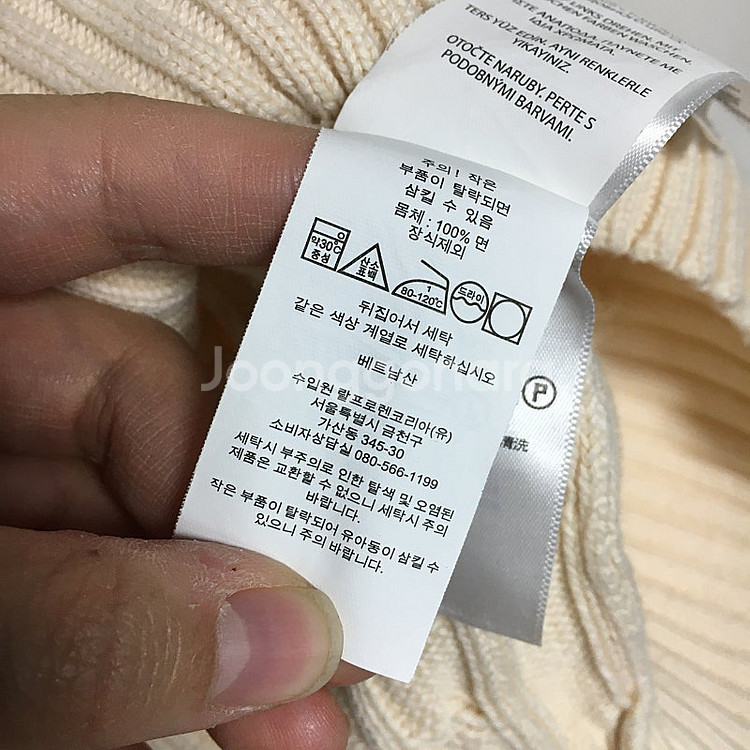 LINKS DREHEN. MIT
TERS YÜZ EDİN. AYNI RENKLERLE
YIKAYINIZ.
OTOČTE NARUBY. PERTE S
PODOBNÝMI BARVAMI.
주의! 작은
부품이 탈락되면
삼킬 수 있음
몸체 : 100% 면
장식제외
약30℃
중성
산소
표백
1
80-120℃
드라이
뒤집어서 세탁
같은 색상 계열로 세탁하십시오
베트남산
수입원 랄프로렌코리아(유)
서울특별시 금천구
가산동 345-30
소비자상담실 080-566-1199
세탁시 부주의로 인한 탈색 및 오염된
제품은 교환할 수 없으니 세탁시 주의
바랍니다.
작은 부품이 탈락되어 유아동이 삼킬 수
있으니 주의 바랍니다.
P
清洗
Joonggonara